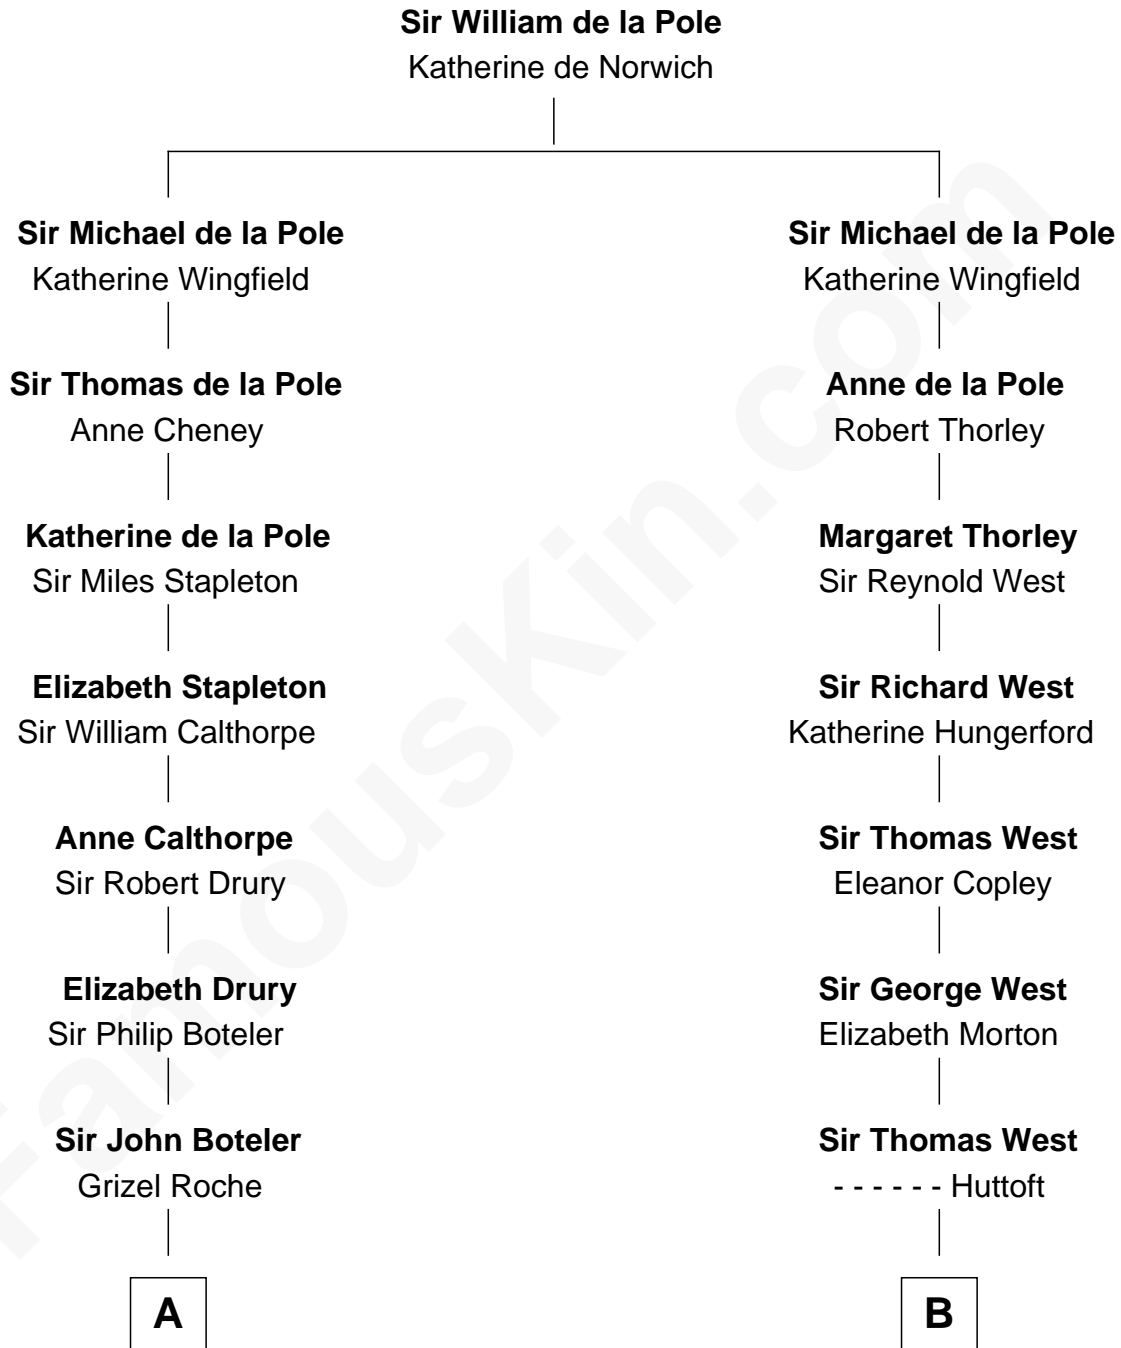 Sir William de la Pole
Katherine de Norwich
Sir Michael de la Pole
Katherine Wingfield
Sir Thomas de la Pole
Anne Cheney
Katherine de la Pole
Sir Miles Stapleton
Elizabeth Stapleton
Sir William Calthorpe
Anne Calthorpe
Sir Robert Drury
Elizabeth Drury
Sir Philip Boteler
Sir John Boteler
Grizel Roche
A
Sir Michael de la Pole
Katherine Wingfield
Anne de la Pole
Robert Thorley
Margaret Thorley
Sir Reynold West
Sir Richard West
Katherine Hungerford
Sir Thomas West
Eleanor Copley
Sir George West
Elizabeth Morton
Sir Thomas West
- - - - - - Huttoft
B
FamousKin.com